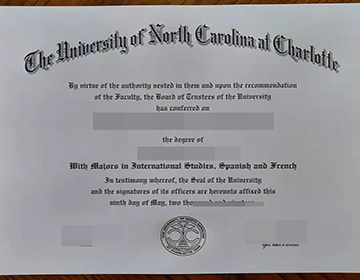 The University of North Carolina at Charlotte
By virtue of the authority vested in them and upon the recommendation
of the Faculty, the Board of Trustees of the University
has conferred on
the degree of
With Majors in International Studies, Spanish and French
In testimony whereof, the Seal of the University
and the signatures of its officers are hereunto affixed this
ninth day of May, two